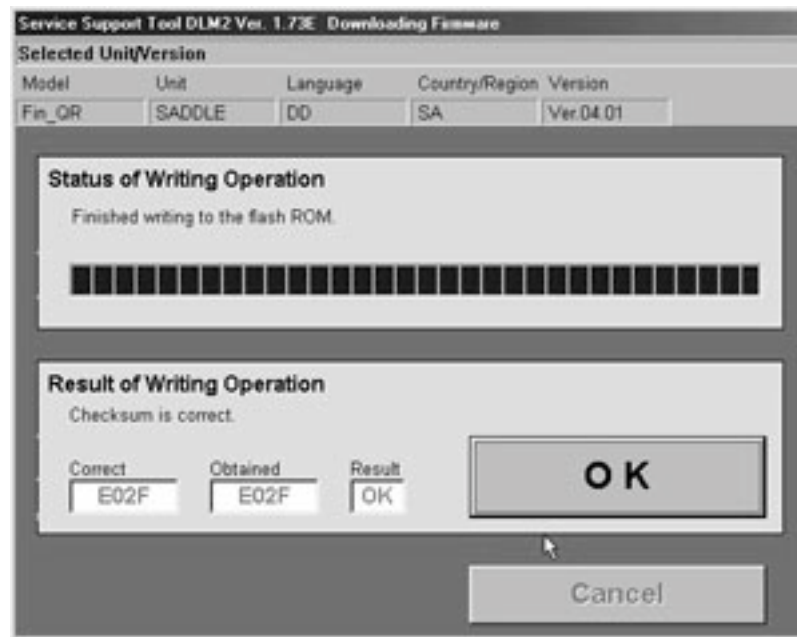 Service Support Tool DLM2 Ver. 1.73E Downloading Firmware
Selected Unit/Version
Model Unit Language Country/Region Version
Fin_QR SADDLE DD SA Ver.04.01
Status of Writing Operation
Finished writing to the flash ROM.
Result of Writing Operation
Checksum is correct.
Correct Obtained Result
E02F E02F OK
OK
Cancel